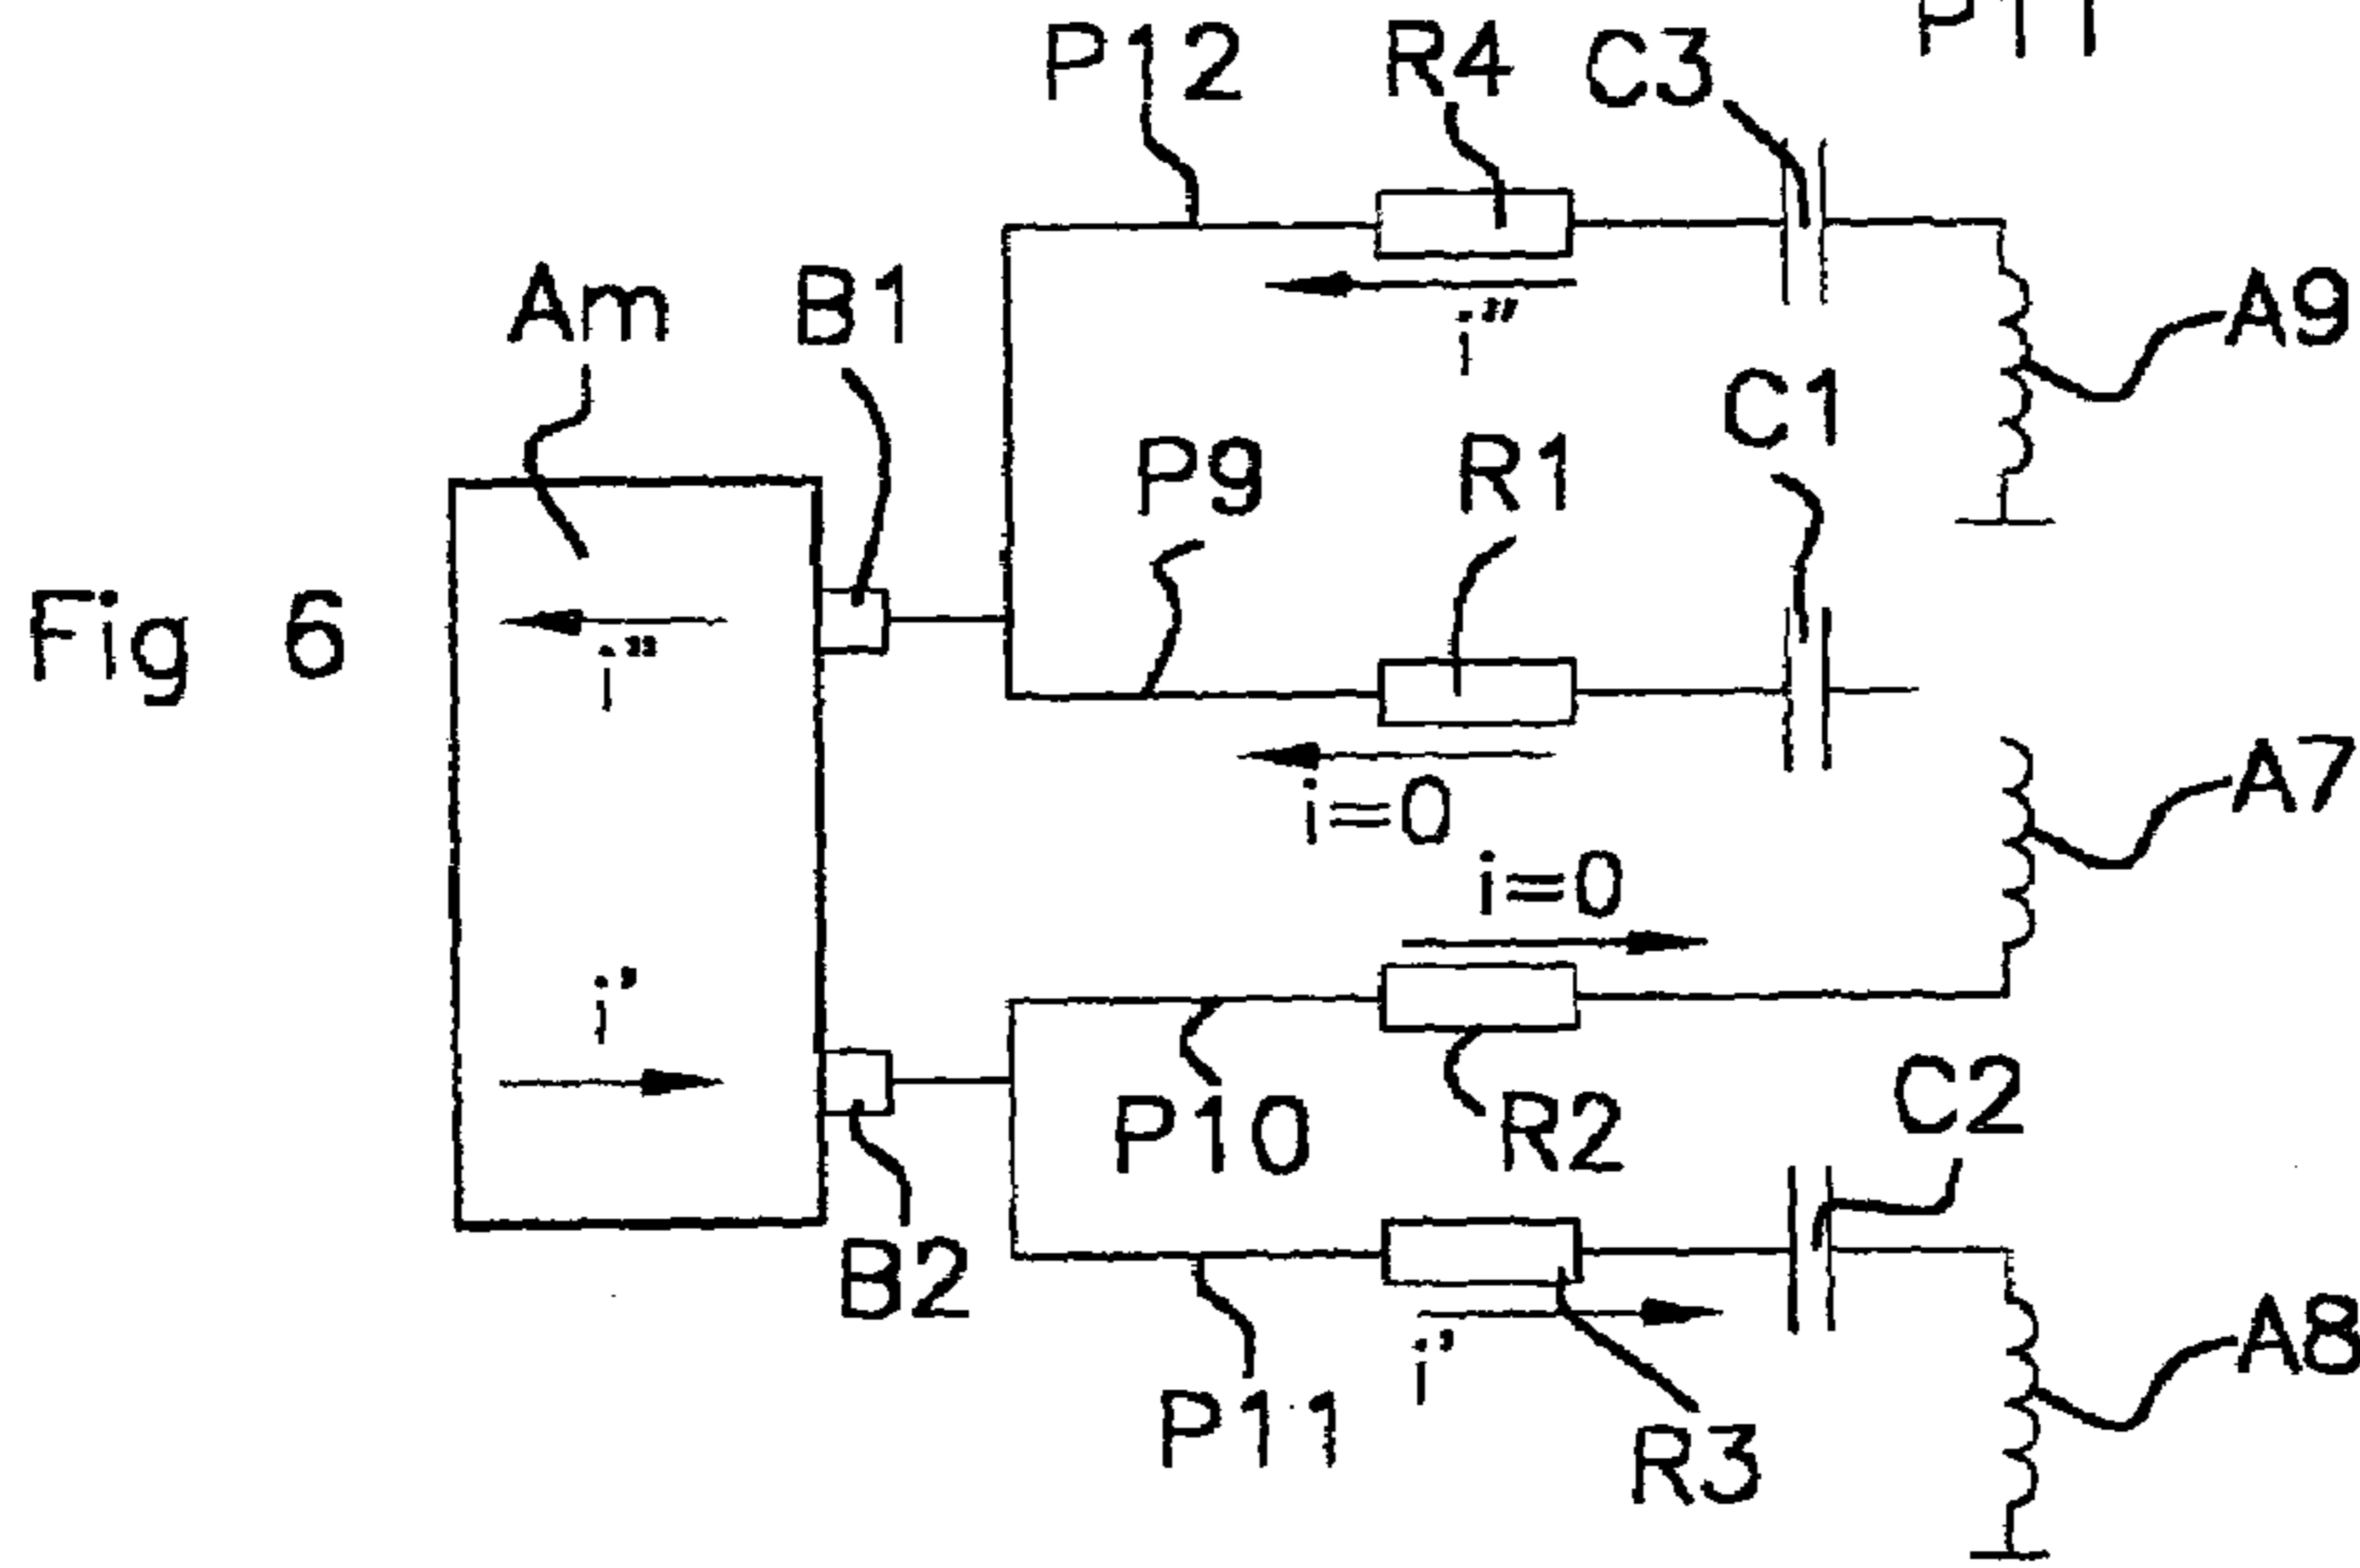 P11
P12
R4
C3
Am
B1
i”
A9
C1
P9
R1
Fig 6
i”
A7
i=0
i=0
i’
C2
P10
R2
B2
i’
A8
P11
R3